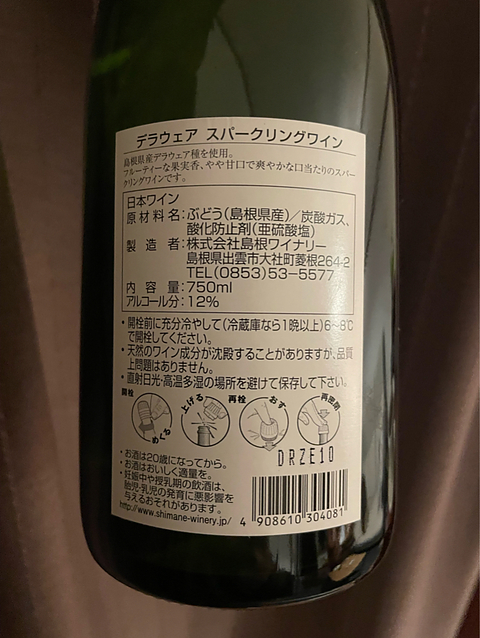 デラウェア スパークリングワイン
島根県産デラウェア種を使用。
フルーティーな果実香、やや甘口で爽やかな口当たりのスパー
クリングワインです。
日本ワイン
原材料名:ぶどう(島根県産)/炭酸ガス、
酸化防止剤(亜硫酸塩)
製造者:株式会社島根ワイナリー
島根県出雲市大社町菱根264-2
TEL(0853)53-5577
内容量:750ml
アルコール分:12%
・開栓前に充分冷やして(冷蔵庫なら1晩以上)6~8℃
で開栓してください。
・天然のワイン成分が沈殿することがありますが、品質
上問題はありません。
・直射日光・高温多湿の場所を避けて保存して下さい。
開栓 上げる 再栓 おす 再密閉
めくる
DRZE10
・お酒は20歳になってから。
・お酒はおいしく適量を。
・妊娠中や授乳期の飲酒は、
胎児・乳児の発育に悪影響を
与えるおそれがあります。
http://www.shimane-winery.jp/
4 908610 304081